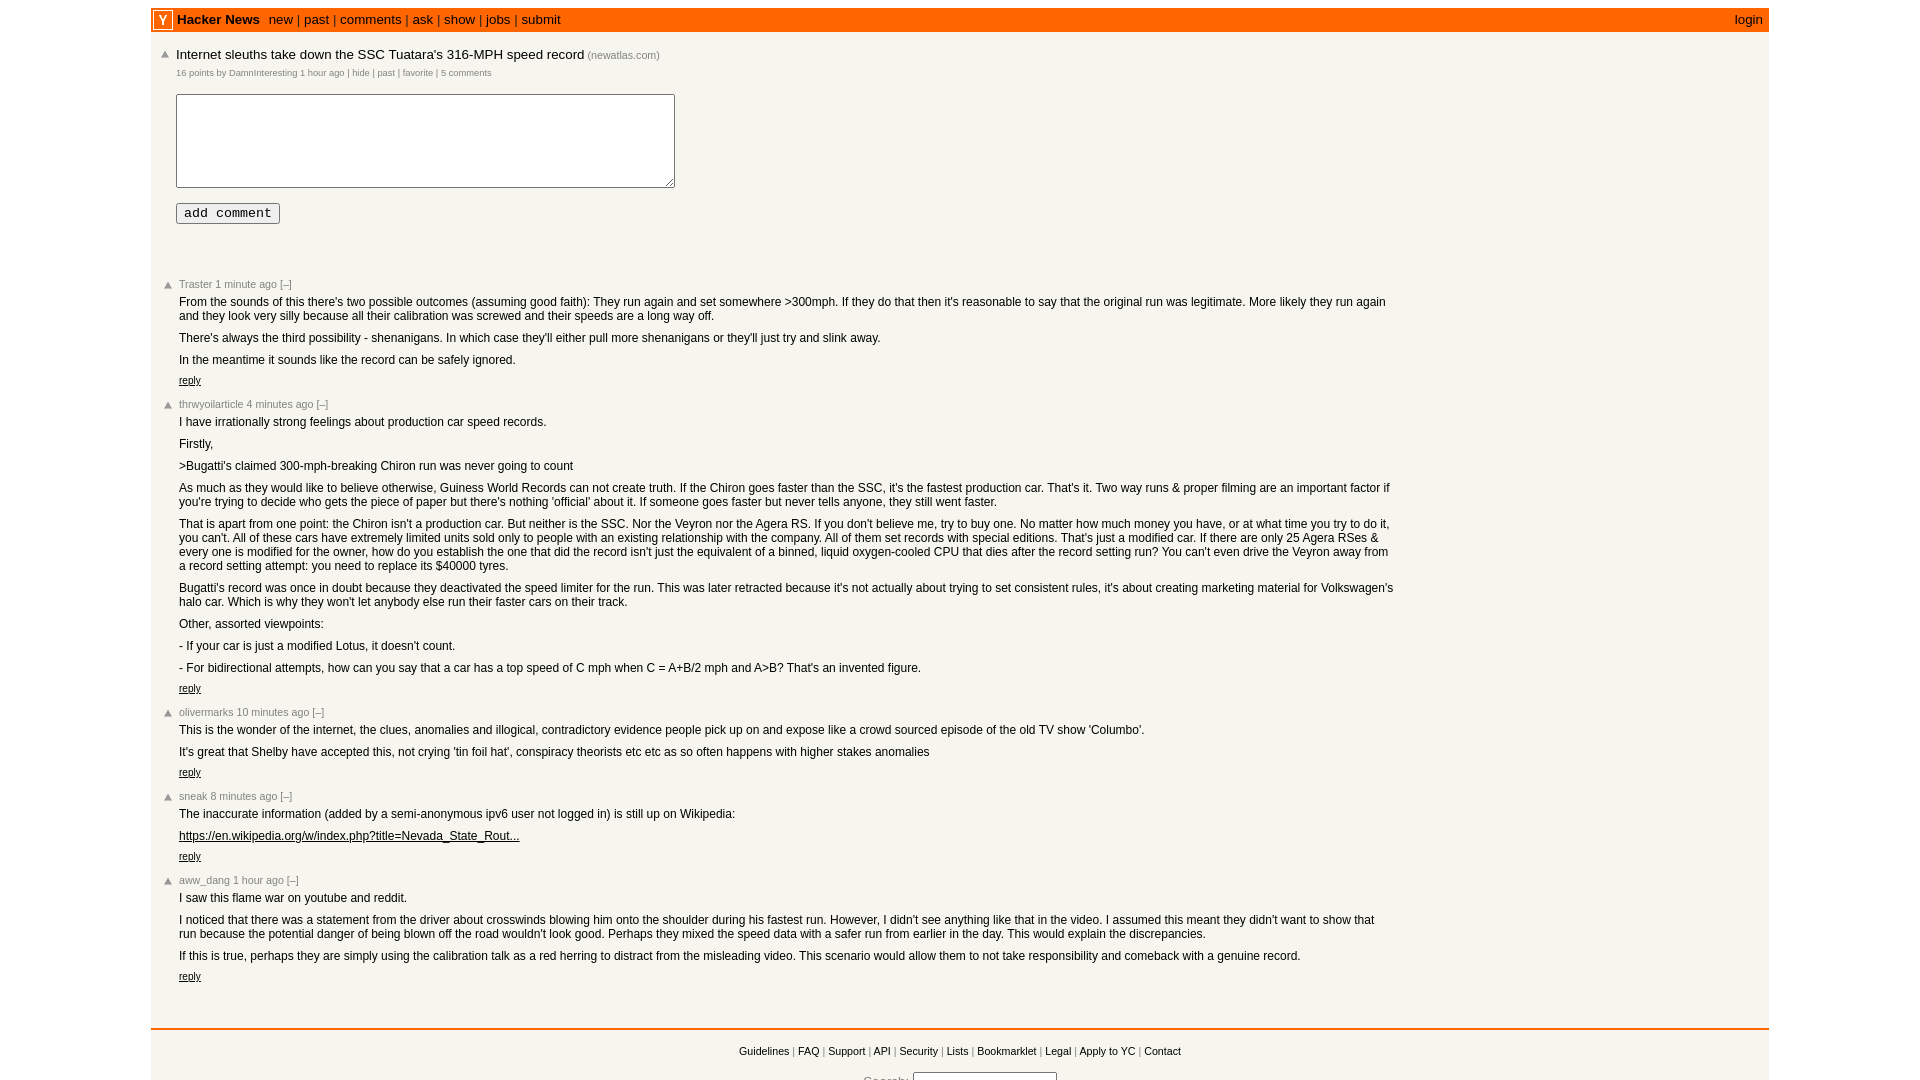 Y Hacker News new | past | comments | ask | show | jobs | submit login
Internet sleuths take down the SSC Tuatara's 316-MPH speed record (newatlas.com)
16 points by DamnInteresting 1 hour ago | hide | past | favorite | 5 comments
add comment
Traster 1 minute ago [–]
From the sounds of this there's two possible outcomes (assuming good faith): They run again and set somewhere >300mph. If they do that then it's reasonable to say that the original run was legitimate. More likely they run again
and they look very silly because all their calibration was screwed and their speeds are a long way off.
There's always the third possibility - shenanigans. In which case they'll either pull more shenanigans or they'll just try and slink away.
In the meantime it sounds like the record can be safely ignored.
reply
thrwyoilarticle 4 minutes ago [–]
I have irrationally strong feelings about production car speed records.
Firstly,
>Bugatti's claimed 300-mph-breaking Chiron run was never going to count
As much as they would like to believe otherwise, Guiness World Records can not create truth. If the Chiron goes faster than the SSC, it's the fastest production car. That's it. Two way runs & proper filming are an important factor if
you're trying to decide who gets the piece of paper but there's nothing 'official' about it. If someone goes faster but never tells anyone, they still went faster.
That is apart from one point: the Chiron isn't a production car. But neither is the SSC. Nor the Veyron nor the Agera RS. If you don't believe me, try to buy one. No matter how much money you have, or at what time you try to do it,
you can't. All of these cars have extremely limited units sold only to people with an existing relationship with the company. All of them set records with special editions. That's just a modified car. If there are only 25 Agera RSes &
every one is modified for the owner, how do you establish the one that did the record isn't just the equivalent of a binned, liquid oxygen-cooled CPU that dies after the record setting run? You can't even drive the Veyron away from
a record setting attempt: you need to replace its $40000 tyres.
Bugatti's record was once in doubt because they deactivated the speed limiter for the run. This was later retracted because it's not actually about trying to set consistent rules, it's about creating marketing material for Volkswagen's
halo car. Which is why they won't let anybody else run their faster cars on their track.
Other, assorted viewpoints:
- If your car is just a modified Lotus, it doesn't count.
- For bidirectional attempts, how can you say that a car has a top speed of C mph when C = A+B/2 mph and A>B? That's an invented figure.
reply
olivermarks 10 minutes ago [–]
This is the wonder of the internet, the clues, anomalies and illogical, contradictory evidence people pick up on and expose like a crowd sourced episode of the old TV show 'Columbo'.
It's great that Shelby have accepted this, not crying 'tin foil hat', conspiracy theorists etc etc as so often happens with higher stakes anomalies
reply
sneak 8 minutes ago [–]
The inaccurate information (added by a semi-anonymous ipv6 user not logged in) is still up on Wikipedia:
https://en.wikipedia.org/w/index.php?title=Nevada_State_Rout...
reply
aww_dang 1 hour ago [–]
I saw this flame war on youtube and reddit.
I noticed that there was a statement from the driver about crosswinds blowing him onto the shoulder during his fastest run. However, I didn't see anything like that in the video. I assumed this meant they didn't want to show that
run because the potential danger of being blown off the road wouldn't look good. Perhaps they mixed the speed data with a safer run from earlier in the day. This would explain the discrepancies.
If this is true, perhaps they are simply using the calibration talk as a red herring to distract from the misleading video. This scenario would allow them to not take responsibility and comeback with a genuine record.
reply
Guidelines | FAQ | Support | API | Security | Lists | Bookmarklet | Legal | Apply to YC | Contact
Search: